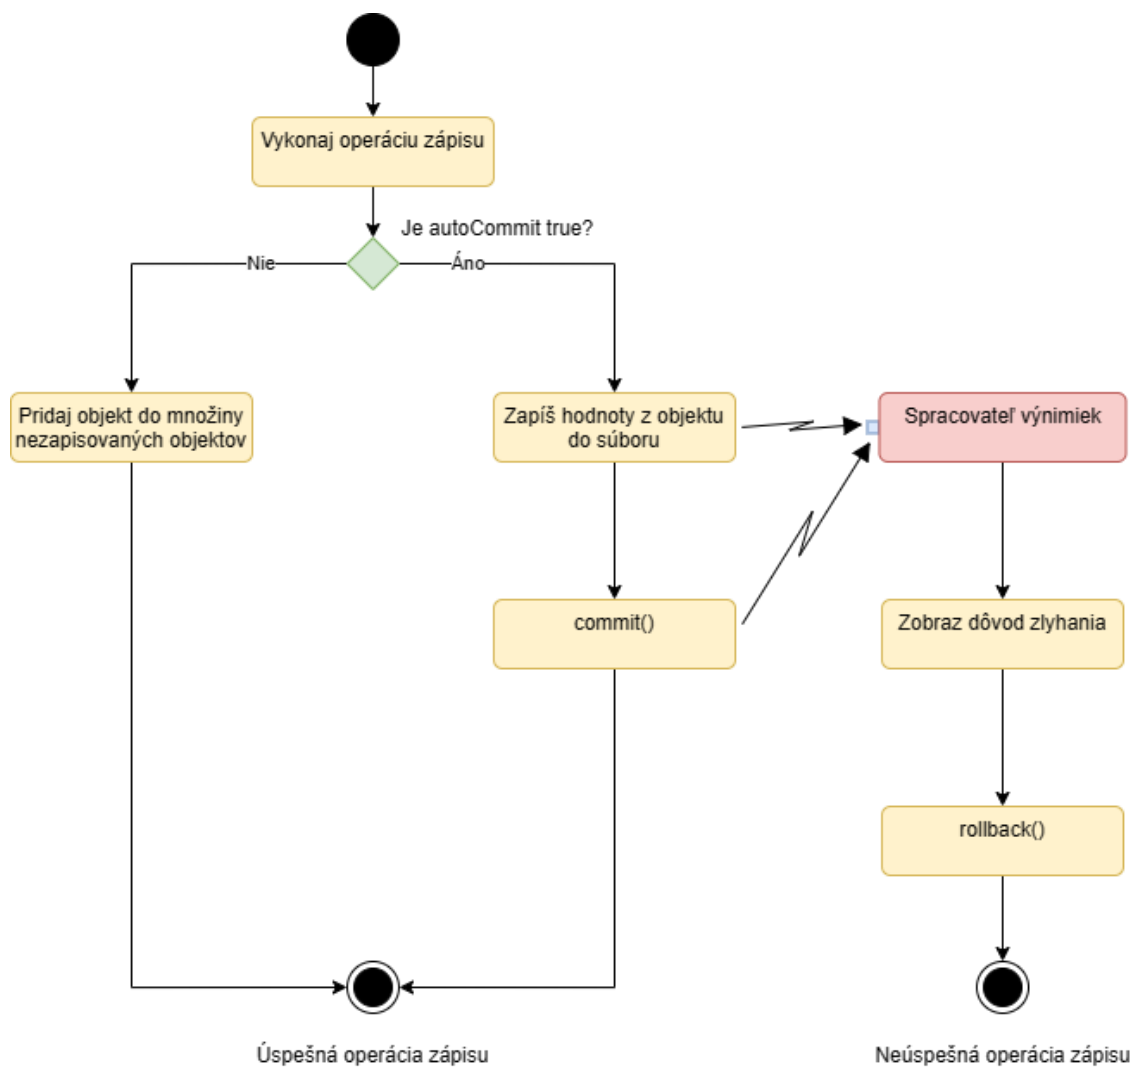 Vykonaj operáciu zápisu
Je autoCommit true?
Nie
Áno
Pridaj objekt do množiny
nezapisovaných objektov
Zapíš hodnoty z objektu
do súboru
Spracovateľ výnimiek
commit()
Zobraz dôvod zlyhania
rollback()
Úspešná operácia zápisu
Neúspešná operácia zápisu